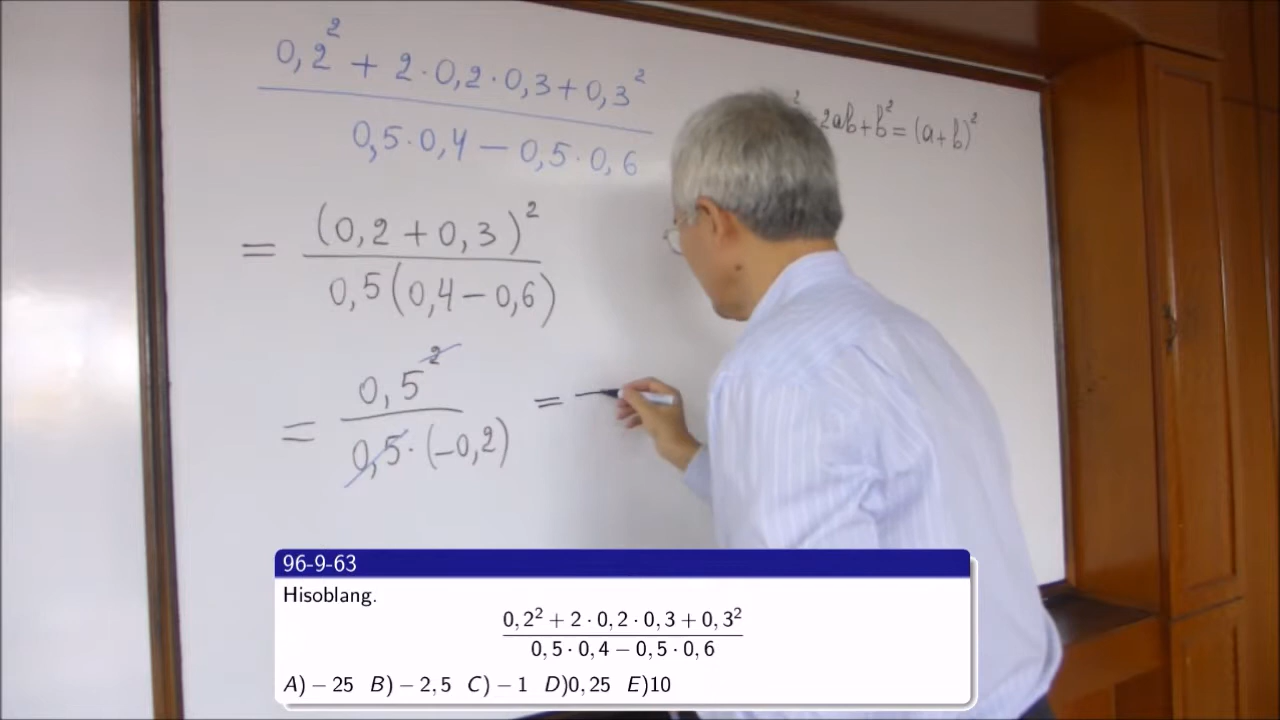 0,2² + 2·0,2·0,3+0,3²
0,5·0,4 – 0,5·0,6
² 2ab+b² = (a+b)²
= (0,2+0,3)²
0,5(0,4–0,6)
= 0,5²
0,5·(–0,2)
=
96-9-63
Hisoblang.
0, 2² + 2 · 0, 2 · 0, 3 + 0, 3²
0, 5 · 0, 4 − 0, 5 · 0, 6
A) − 25 B) − 2, 5 C) − 1 D)0, 25 E)10